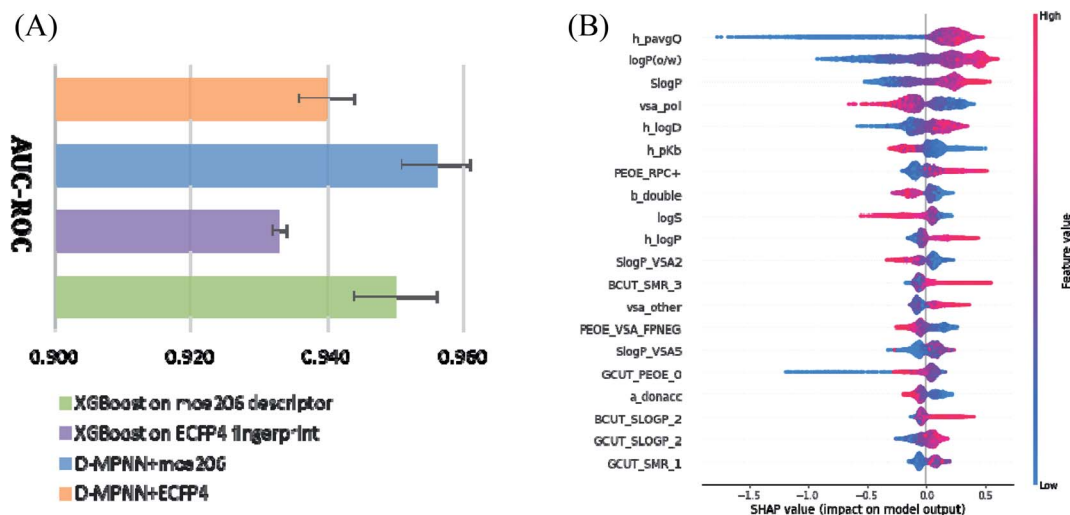 (A)
AUC-ROC
0.900
0.920
0.940
0.960
XGBoost on moe206 descriptor
XGBoost on ECFP4 fingerprint
D-MPNN+moe206
D-MPNN+ECFP4
(B)
h_pavgQ
logP(o/w)
SlogP
vsa_pol
h_logD
h_pKb
PEOE_RPC+
b_double
logS
h_logP
SlogP_VSA2
BCUT_SMR_3
vsa_other
PEOE_VSA_FPNEG
SlogP_VSA5
GCUT_PEOE_0
a_donacc
BCUT_SLOGP_2
GCUT_SLOGP_2
GCUT_SMR_1
−1.5
−1.0
−0.5
0.0
0.5
SHAP value (impact on model output)
High
Feature value
Low